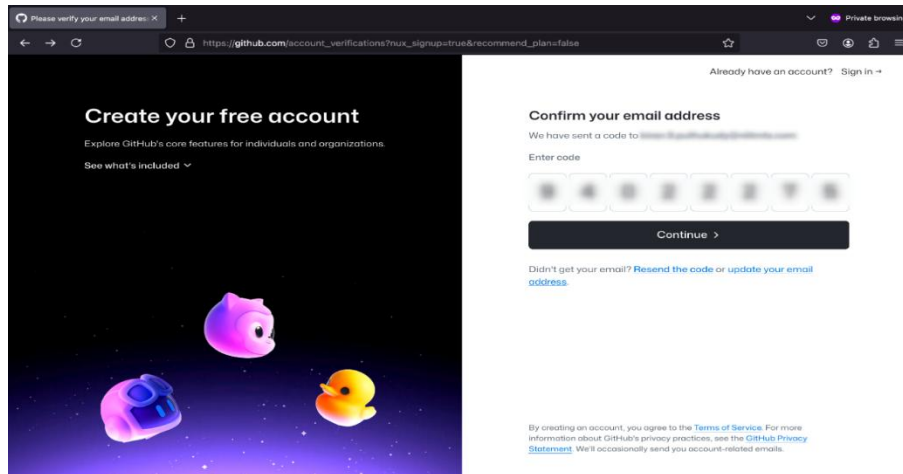 Please verify your email addres
Private browsin
https://github.com/account_verifications?nux_signup=true&recommend_plan=false
Already have an account? Sign in →
Create your free account
Explore GitHub's core features for individuals and organizations.
See what's included
Confirm your email address
We have sent a code to
Enter code
Continue >
Didn't get your email? Resend the code or update your email
address.
By creating an account, you agree to the Terms of Service. For more
information about GitHub's privacy practices, see the GitHub Privacy
Statement. We'll occasionally send you account-related emails.